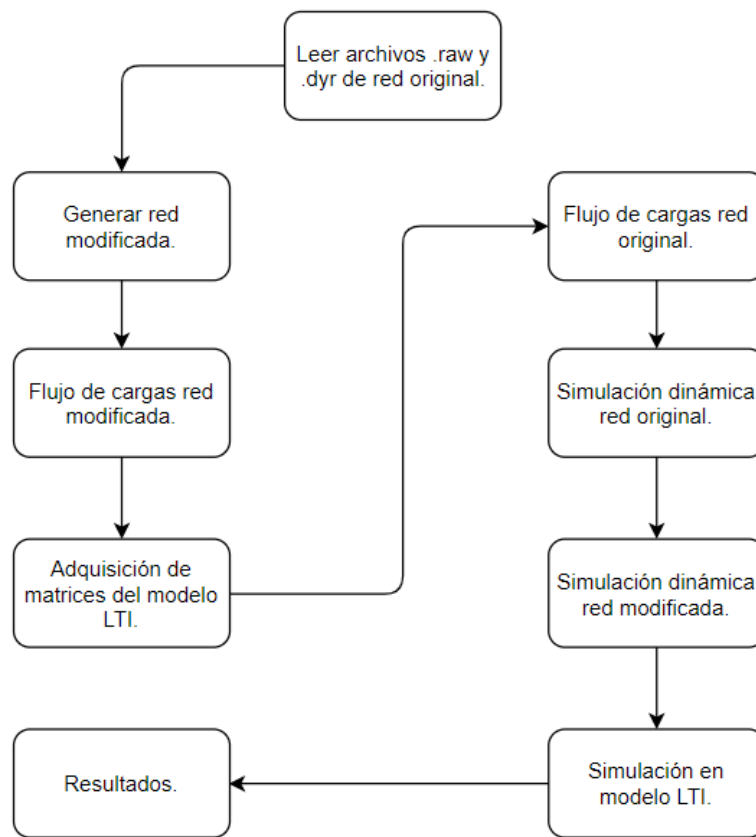 Leer archivos .raw y
.dyr de red original.
Generar red
modificada.
Flujo de cargas red
modificada.
Adquisición de
matrices del modelo
LTI.
Flujo de cargas red
original.
Simulación dinámica
red original.
Simulación dinámica
red modificada.
Simulación en
modelo LTI.
Resultados.